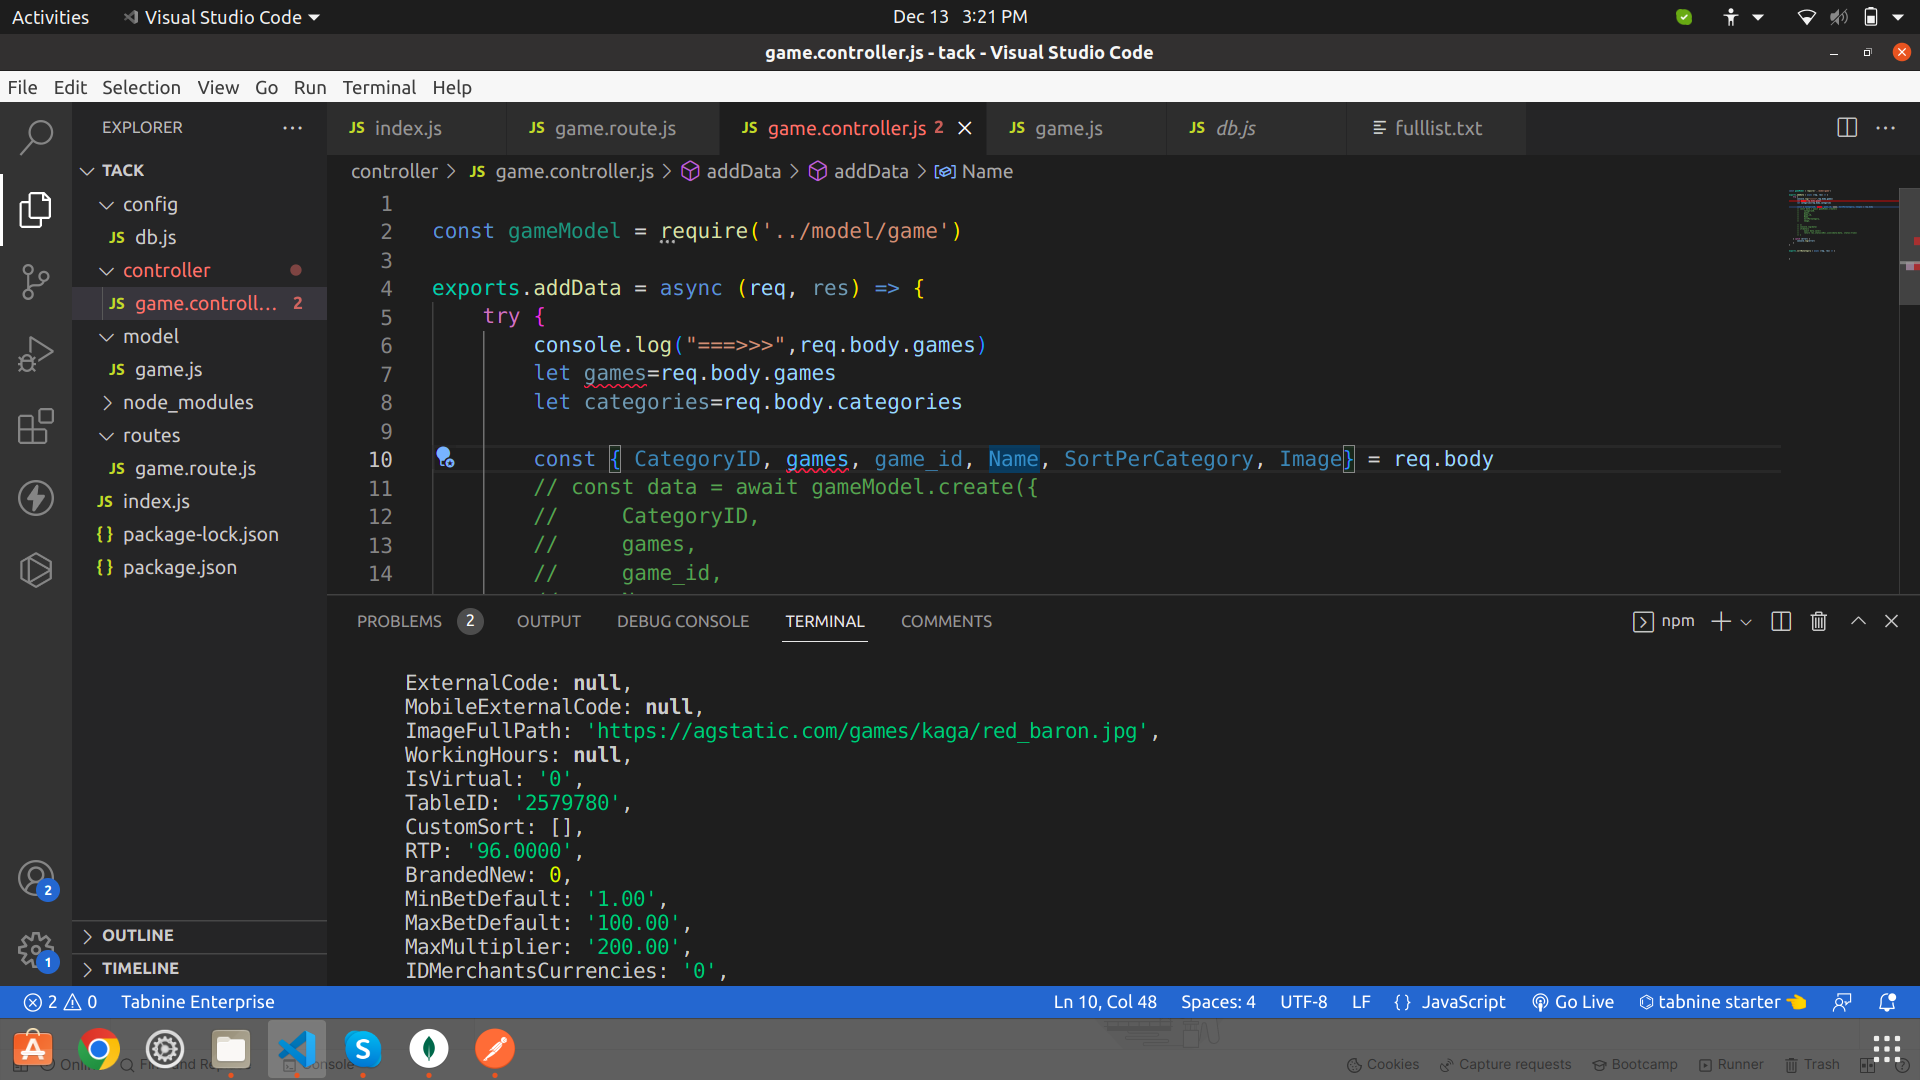 Activities
Visual Studio Code
Dec 13 3:21 PM
game.controller.js - tack - Visual Studio Code
File Edit Selection View Go Run Terminal Help
EXPLORER
TACK
config
JS db.js
controller
JS game.controll... 2
model
JS game.js
node_modules
routes
JS game.route.js
JS index.js
{} package-lock.json
{} package.json
OUTLINE
TIMELINE
2
1
JS index.js
JS game.route.js
JS game.controller.js 2
JS game.js
JS db.js
fulllist.txt
controller > JS game.controller.js > addData > addData > Name
1
2 const gameModel = require('../model/game')
3
4 exports.addData = async (req, res) => {
5 try {
6 console.log("===>>>",req.body.games)
7 let games=req.body.games
8 let categories=req.body.categories
9
10 const { CategoryID, games, game_id, Name, SortPerCategory, Image} = req.body
11 // const data = await gameModel.create({
12 // CategoryID,
13 // games,
14 // game_id,
PROBLEMS 2 OUTPUT DEBUG CONSOLE TERMINAL COMMENTS
npm
ExternalCode: null,
MobileExternalCode: null,
ImageFullPath: 'https://agstatic.com/games/kaga/red_baron.jpg',
WorkingHours: null,
IsVirtual: '0',
TableID: '2579780',
CustomSort: [],
RTP: '96.0000',
BrandedNew: 0,
MinBetDefault: '1.00',
MaxBetDefault: '100.00',
MaxMultiplier: '200.00',
IDMerchantsCurrencies: '0',
2 0 Tabnine Enterprise
Ln 10, Col 48 Spaces: 4 UTF-8 LF {} JavaScript Go Live tabnine starter
Cookies Capture requests Bootcamp Runner Trash